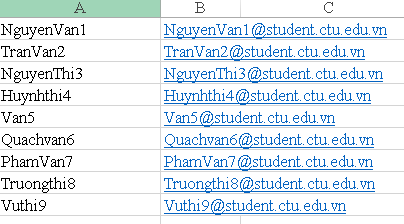 A B C
NguyenVan1 NguyenVan1@student.ctu.edu.vn
TranVan2 TranVan2@student.ctu.edu.vn
NguyenThi3 NguyenThi3@student.ctu.edu.vn
Huynhthi4 Huynhthi4@student.ctu.edu.vn
Van5 Van5@student.ctu.edu.vn
Quachvan6 Quachvan6@student.ctu.edu.vn
PhamVan7 PhamVan7@student.ctu.edu.vn
Truongthi8 Truongthi8@student.ctu.edu.vn
Vuthi9 Vuthi9@student.ctu.edu.vn